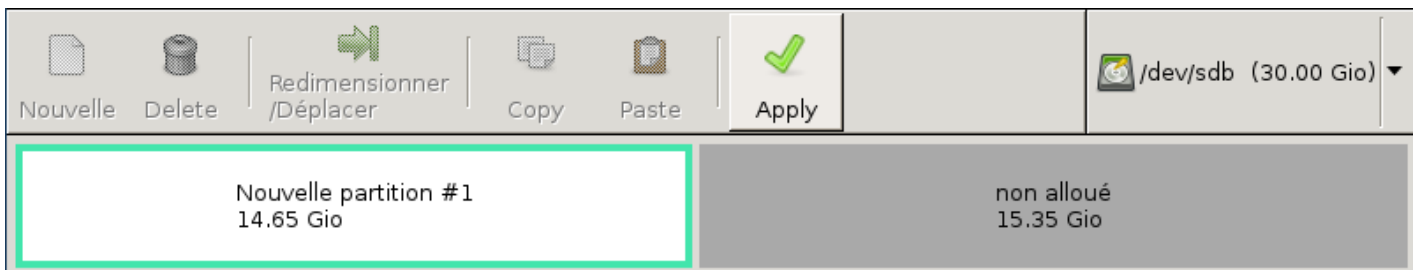 Nouvelle
Delete
Redimensionner
/Déplacer
Copy
Paste
Apply
/dev/sdb (30.00 Gio)
Nouvelle partition #1
14.65 Gio
non alloué
15.35 Gio